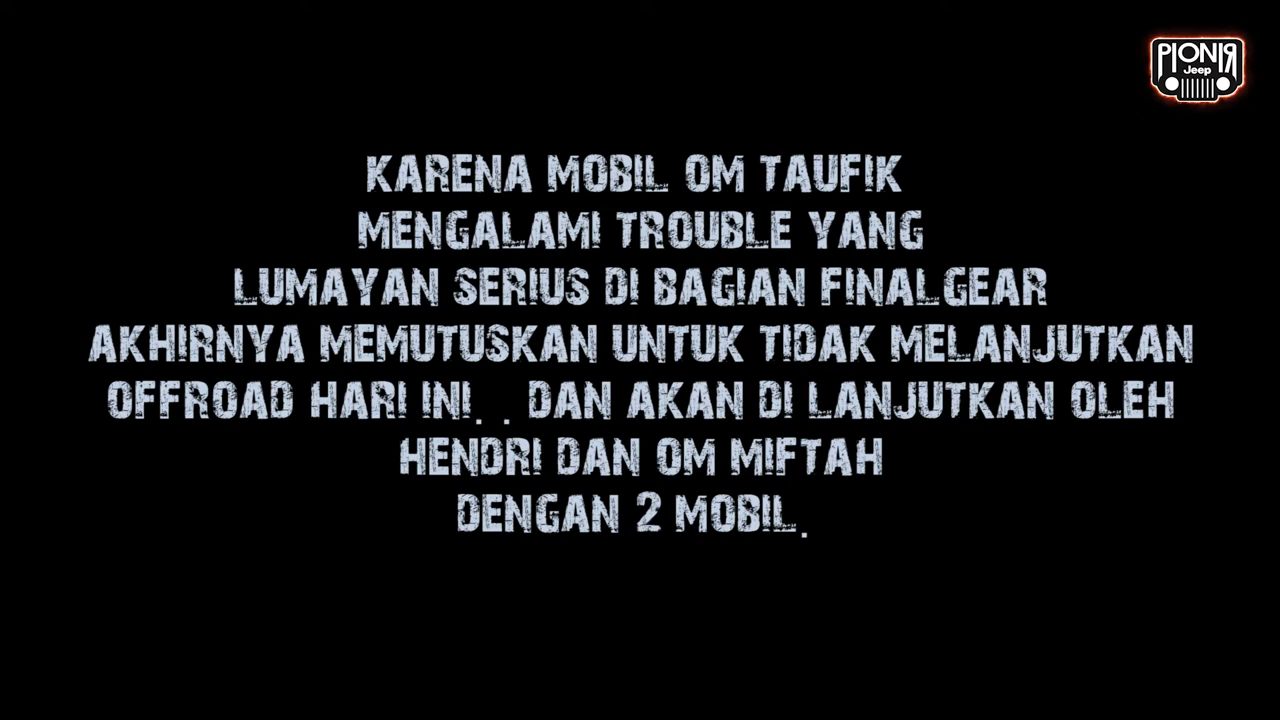 PIONIR
Jeep
KARENA MOBIL OM TAUFIK
MENGALAMI TROUBLE YANG
LUMAYAN SERIUS DI BAGIAN FINALGEAR
AKHIRNYA MEMUTUSKAN UNTUK TIDAK MELANJUTKAN
OFFROAD HARI INI. . DAN AKAN DI LANJUTKAN OLEH
HENDRI DAN OM MIFTAH
DENGAN 2 MOBIL.